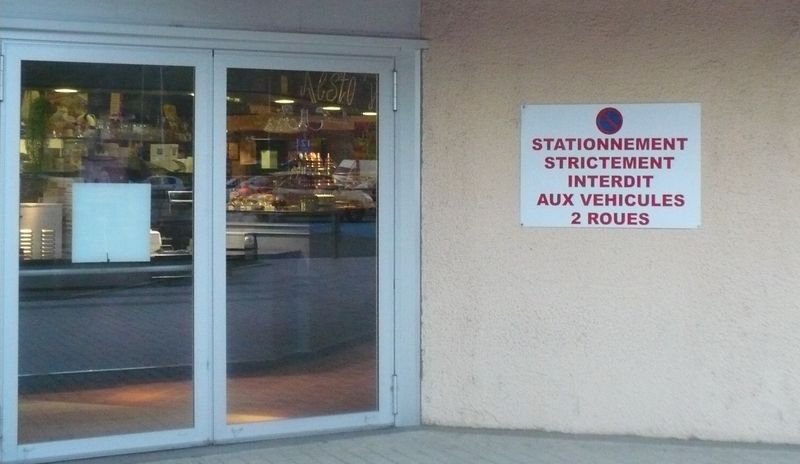 STATIONNEMENT
STRICTEMENT
INTERDIT
AUX VEHICULES
2 ROUES